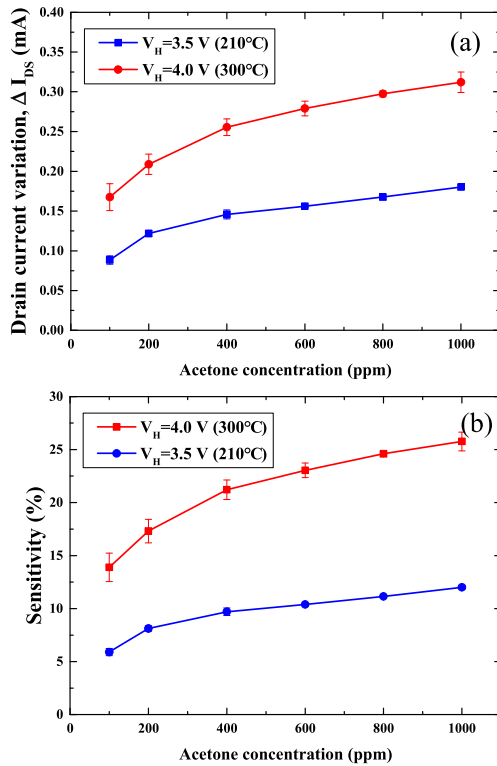 Drain current variation, Δ I_DS (mA)
0.40
0.35
0.30
0.25
0.20
0.15
0.10
0.05
0.00
(a)
V_H=3.5 V (210℃)
V_H=4.0 V (300℃)
0 200 400 600 800 1000
Acetone concentration (ppm)
Sensitivity (%)
30
25
20
15
10
5
0
(b)
V_H=4.0 V (300℃)
V_H=3.5 V (210℃)
0 200 400 600 800 1000
Acetone concentration (ppm)